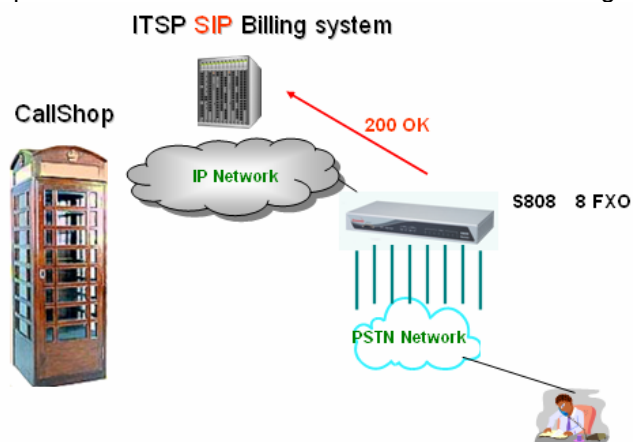 ITSP SIP Billing system
CallShop
200 OK
IP Network
S808 8 FXO
PSTN Network